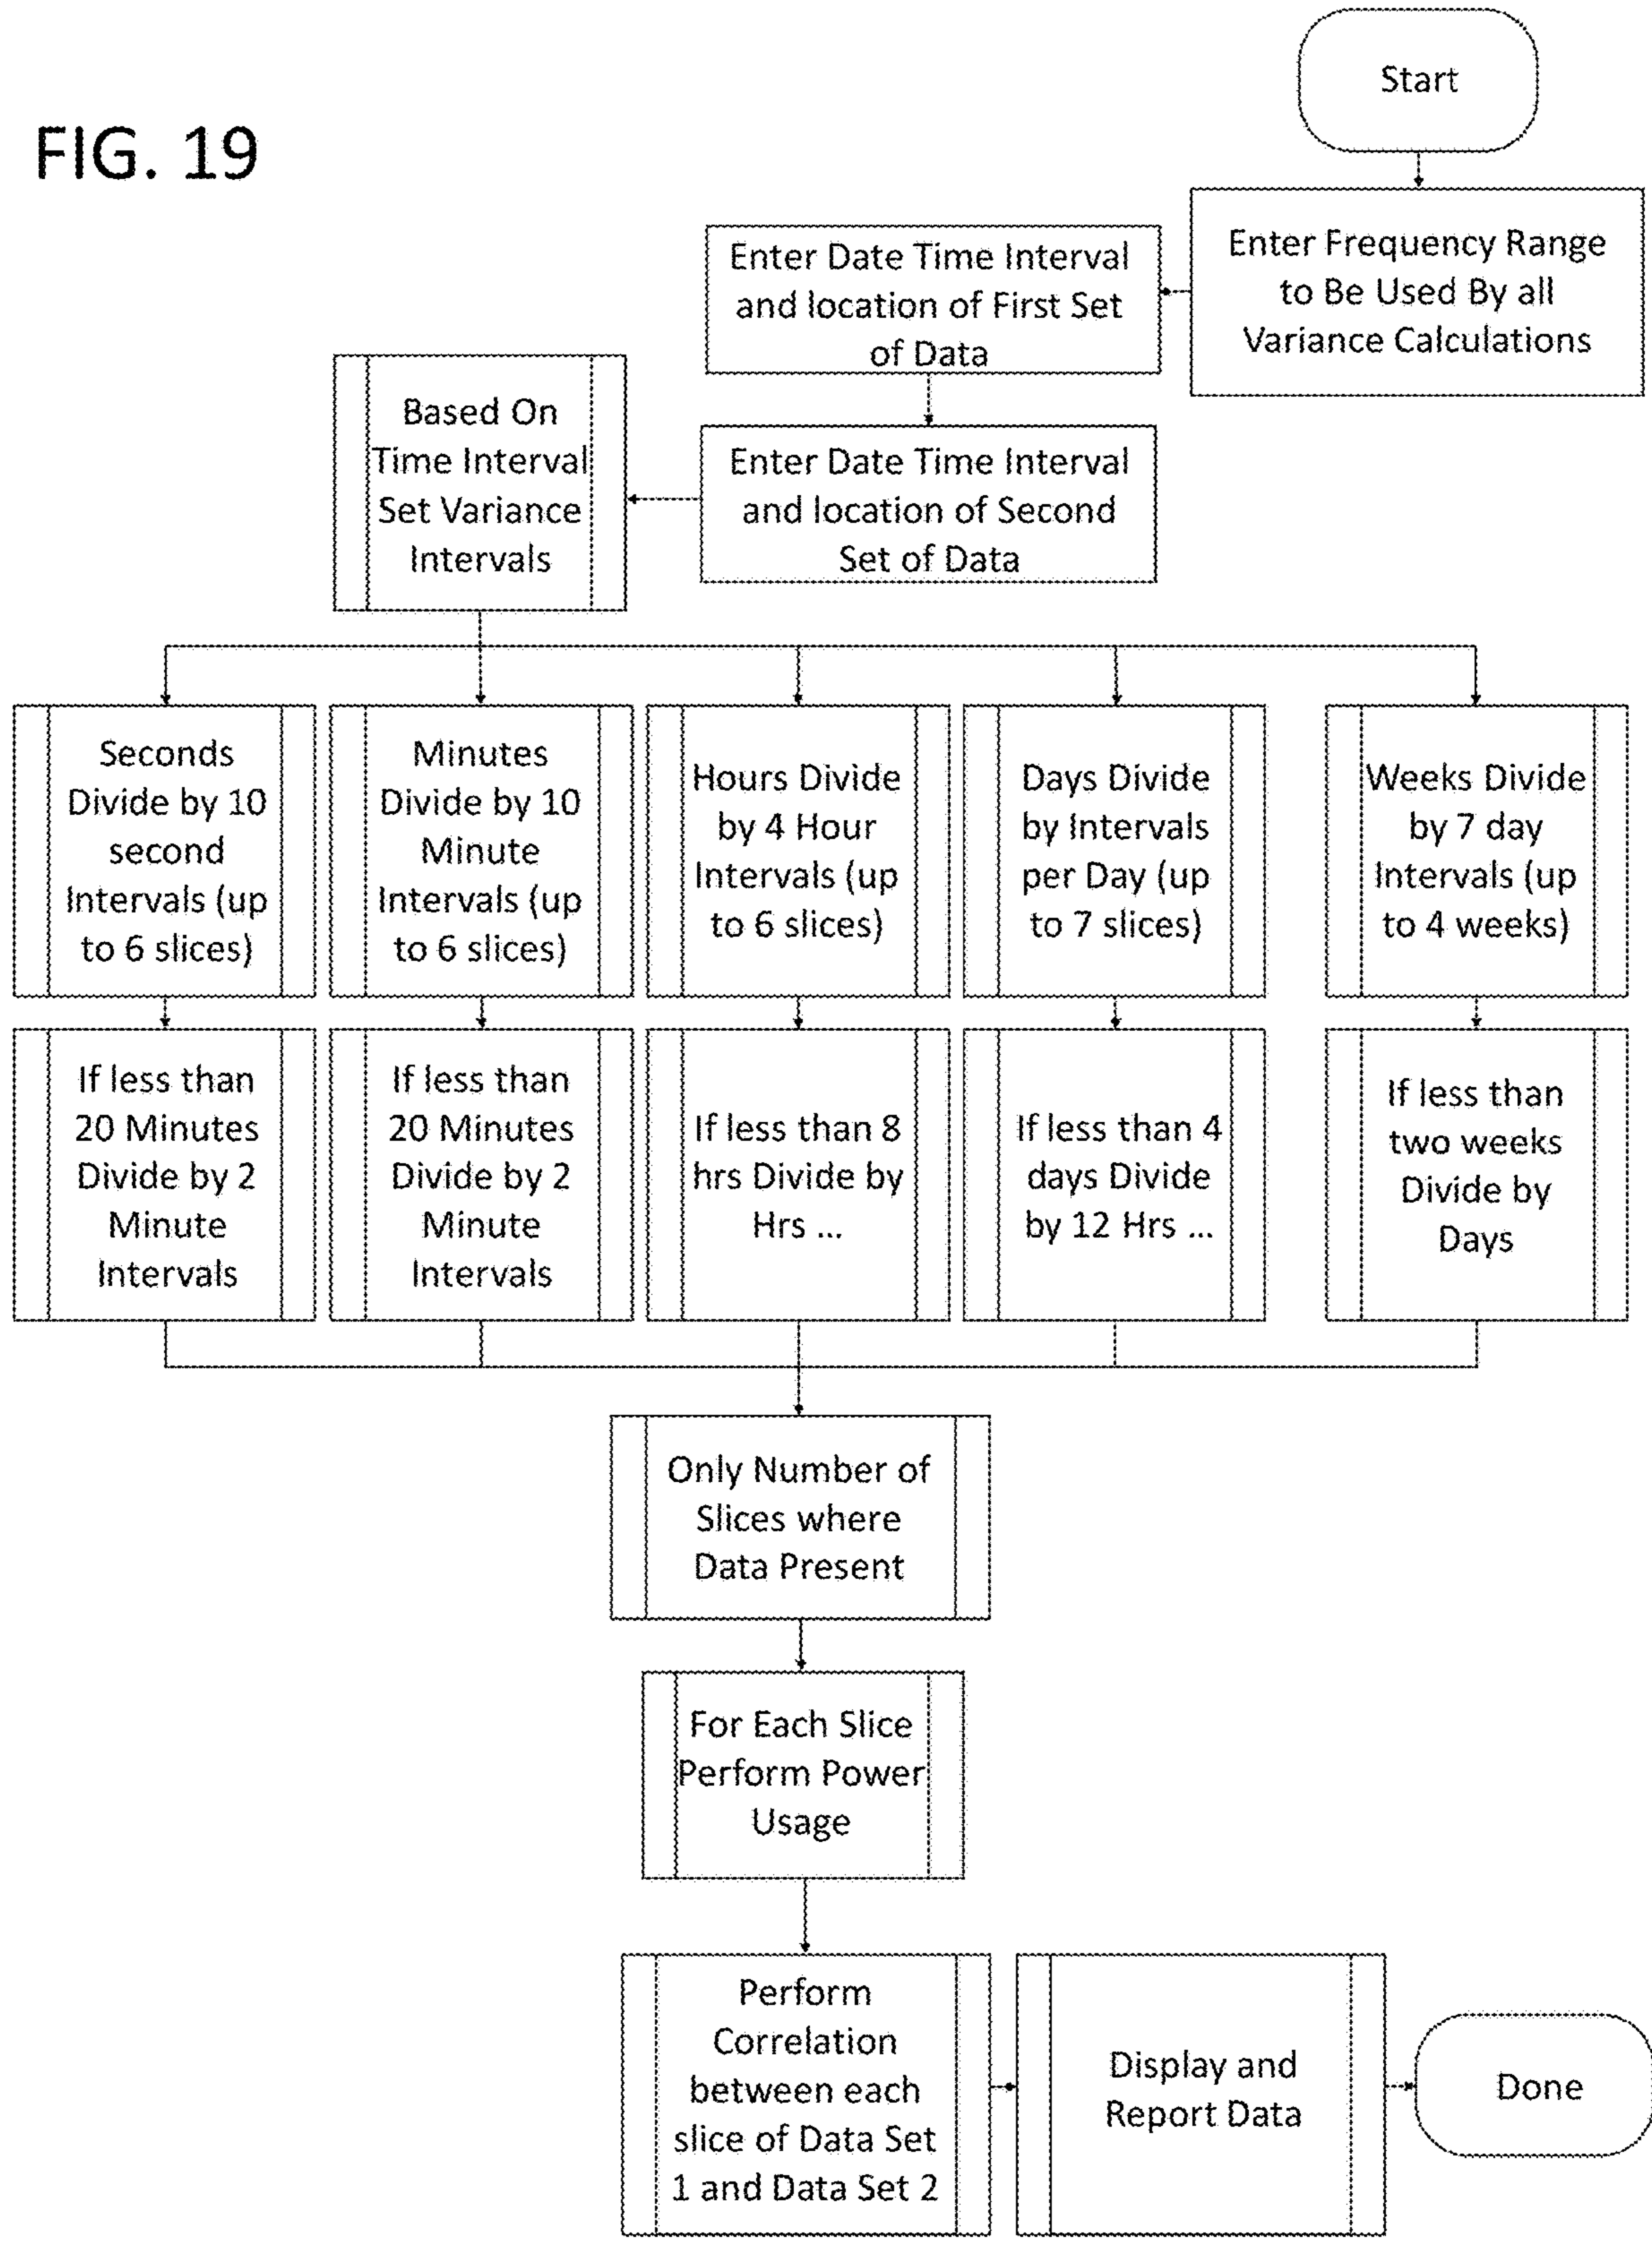 FIG. 19
Start
Enter Frequency Range
to Be Used By all
Variance Calculations
Enter Date Time Interval
and location of First Set
of Data
Enter Date Time Interval
and location of Second
Set of Data
Based On
Time Interval
Set Variance
Intervals
Seconds
Divide by 10
second
Intervals (up
to 6 slices)
Minutes
Divide by 10
Minute
Intervals (up
to 6 slices)
Hours Divide
by 4 Hour
Intervals (up
to 6 slices)
Days Divide
by Intervals
per Day (up
to 7 slices)
Weeks Divide
by 7 day
Intervals (up
to 4 weeks)
If less than
20 Minutes
Divide by 2
Minute
Intervals
If less than
20 Minutes
Divide by 2
Minute
Intervals
If less than 8
hrs Divide by
Hrs ...
If less than 4
days Divide
by 12 Hrs ...
If less than
two weeks
Divide by
Days
Only Number of
Slices where
Data Present
For Each Slice
Perform Power
Usage
Perform
Correlation
between each
slice of Data Set
1 and Data Set 2
Display and
Report Data
Done